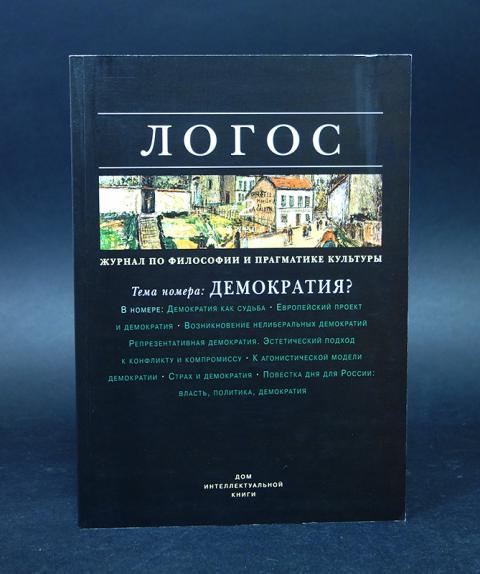 ЛОГОС
ЖУРНАЛ ПО ФИЛОСОФИИ И ПРАГМАТИКЕ КУЛЬТУРЫ
Тема номера: ДЕМОКРАТИЯ?
В НОМЕРЕ: ДЕМОКРАТИЯ КАК СУДЬБА • ЕВРОПЕЙСКИЙ ПРОЕКТ
И ДЕМОКРАТИЯ • ВОЗНИКНОВЕНИЕ НЕЛИБЕРАЛЬНЫХ ДЕМОКРАТИЙ
РЕПРЕЗЕНТАТИВНАЯ ДЕМОКРАТИЯ. ЭСТЕТИЧЕСКИЙ ПОДХОД
К КОНФЛИКТУ И КОМПРОМИССУ • К АГОНИСТИЧЕСКОЙ МОДЕЛИ
ДЕМОКРАТИИ • СТРАХ И ДЕМОКРАТИЯ • ПОВЕСТКА ДНЯ ДЛЯ РОССИИ:
ВЛАСТЬ, ПОЛИТИКА, ДЕМОКРАТИЯ
ДОМ
ИНТЕЛЛЕКТУАЛЬНОЙ
КНИГИ